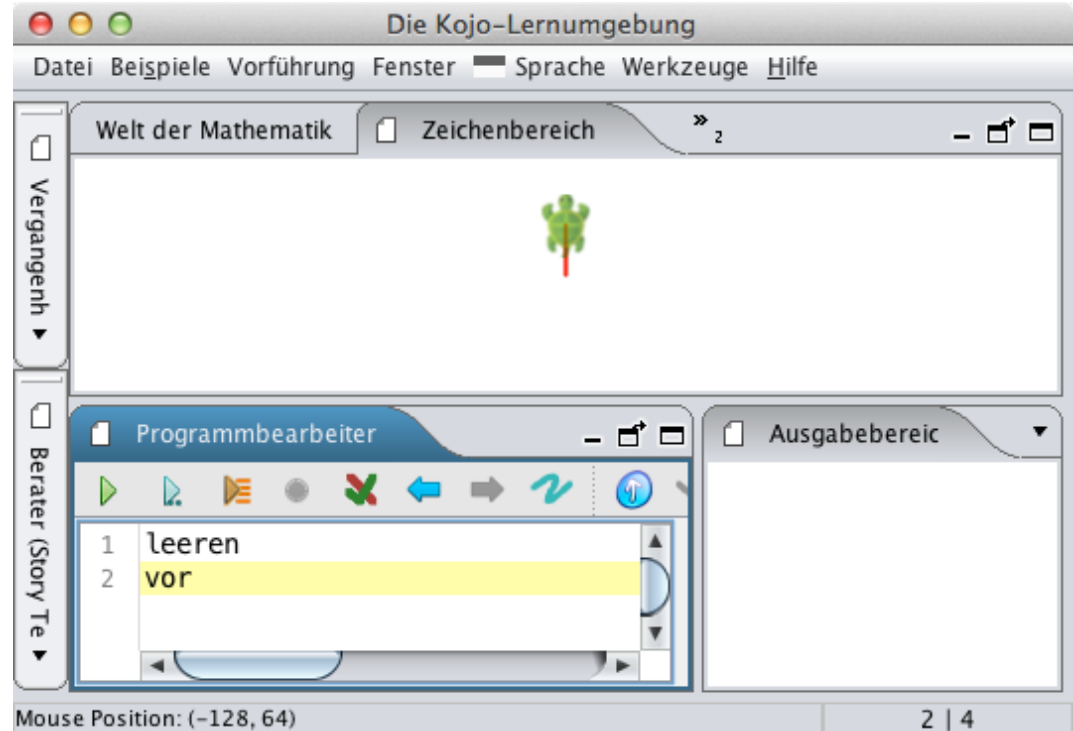 Die Kojo-Lernumgebung
Datei Beispiele Vorführung Fenster Sprache Werkzeuge Hilfe
Welt der Mathematik Zeichenbereich » 2
Vergangenh
Berater (Story Te
Programmbearbeiter
Ausgabebereic
1 leeren
2 vor
Mouse Position: (-128, 64) 2 | 4